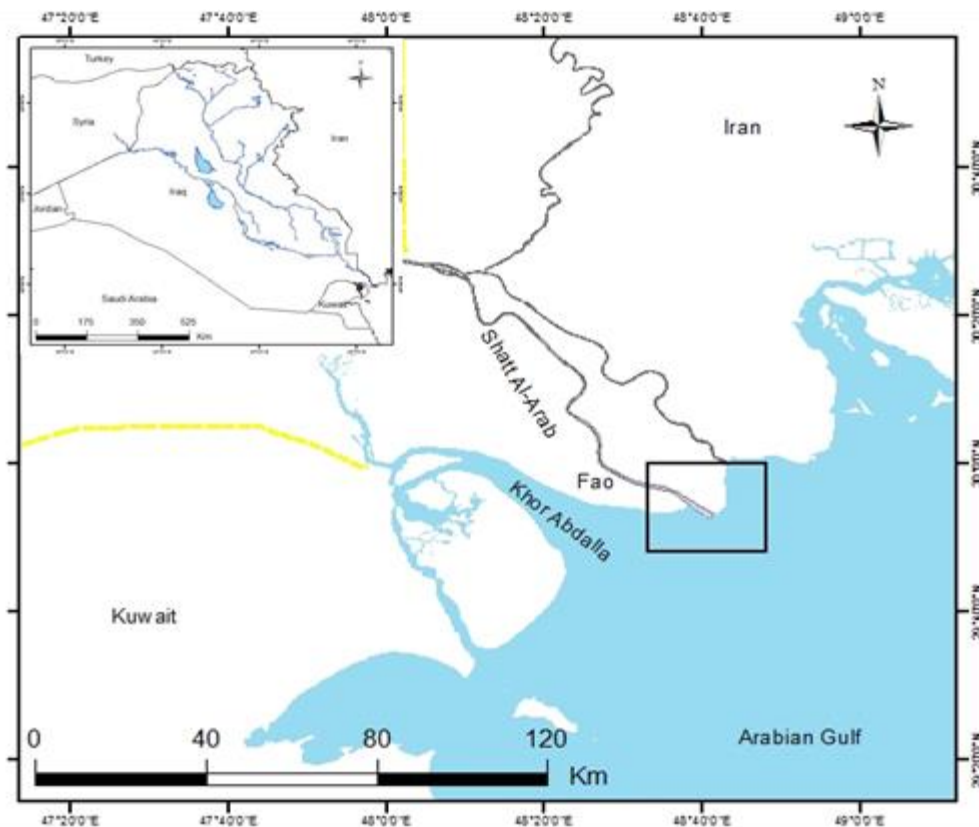 47°20'0"E 47°40'0"E 48°0'0"E 48°20'0"E 48°40'0"E 49°0'0"E
Turkey
Syria
Iran
Iraq
Jordan
Saudi Arabia
Kuwait
0 175 350 525
Km
Iran
N
Shatt Al-Arab
Fao
Khor Abdalla
Kuwait
Arabian Gulf
0 40 80 120
Km
47°20'0"E 47°40'0"E 48°0'0"E 48°20'0"E 48°40'0"E 49°0'0"E